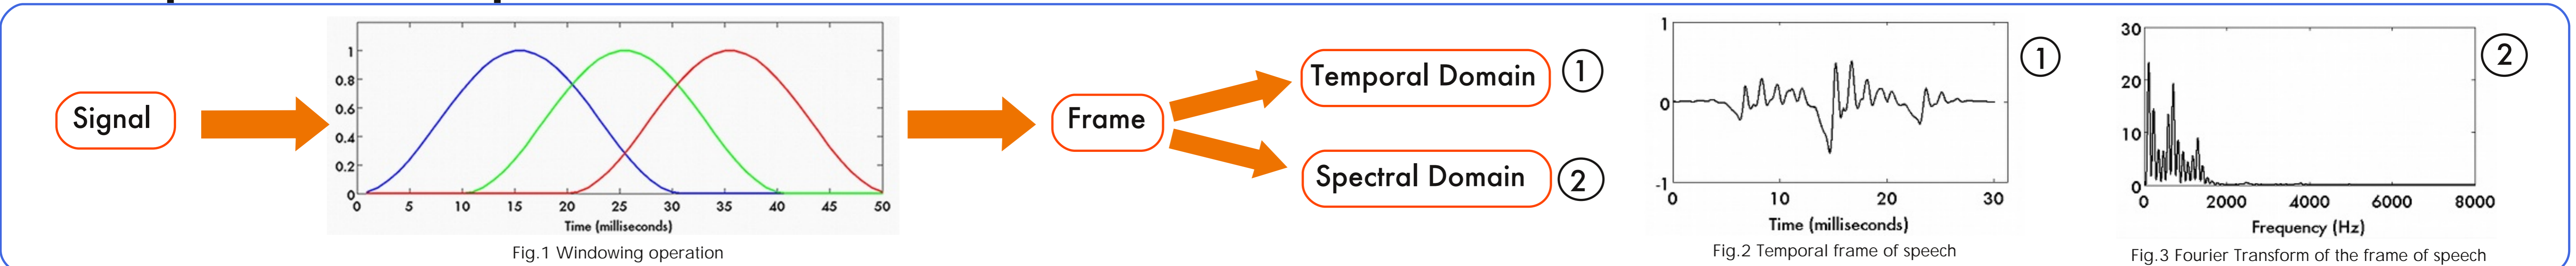 Signal
1
0.8
0.6
0.4
0.2
0
0 5 10 15 20 25 30 35 40 45 50
Time (milliseconds)
Fig.1 Windowing operation
Frame
Temporal Domain 1
Spectral Domain 2
1
0
-1
0 10 20 30
Time (milliseconds)
Fig.2 Temporal frame of speech
1
30
20
10
0
0 2000 4000 6000 8000
Frequency (Hz)
Fig.3 Fourier Transform of the frame of speech
2